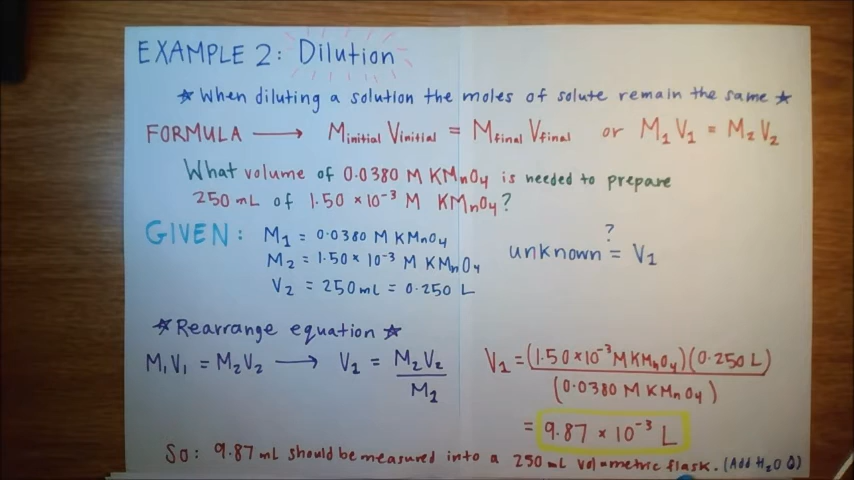 EXAMPLE 2: Dilution
★ When diluting a solution the moles of solute remain the same ★
FORMULA ⟶ M initial V initial = M final V final or M₁V₁ = M₂V₂
What volume of 0.0380 M KMnO₄ is needed to prepare
250 mL of 1.50 × 10⁻³ M KMnO₄?
GIVEN: M₁ = 0.0380 M KMnO₄
M₂ = 1.50 × 10⁻³ M KMnO₄
V₂ = 250 mL = 0.250 L
?
unknown = V₁
★ Rearrange equation ★
M₁V₁ = M₂V₂ ⟶ V₁ = M₂V₂
M₁
V₁ = (1.50×10⁻³ M KMnO₄)(0.250 L)
(0.0380 M KMnO₄)
= 9.87 × 10⁻³ L
So: 9.87 mL should be measured into a 250 mL volumetric flask. (Add H₂O)